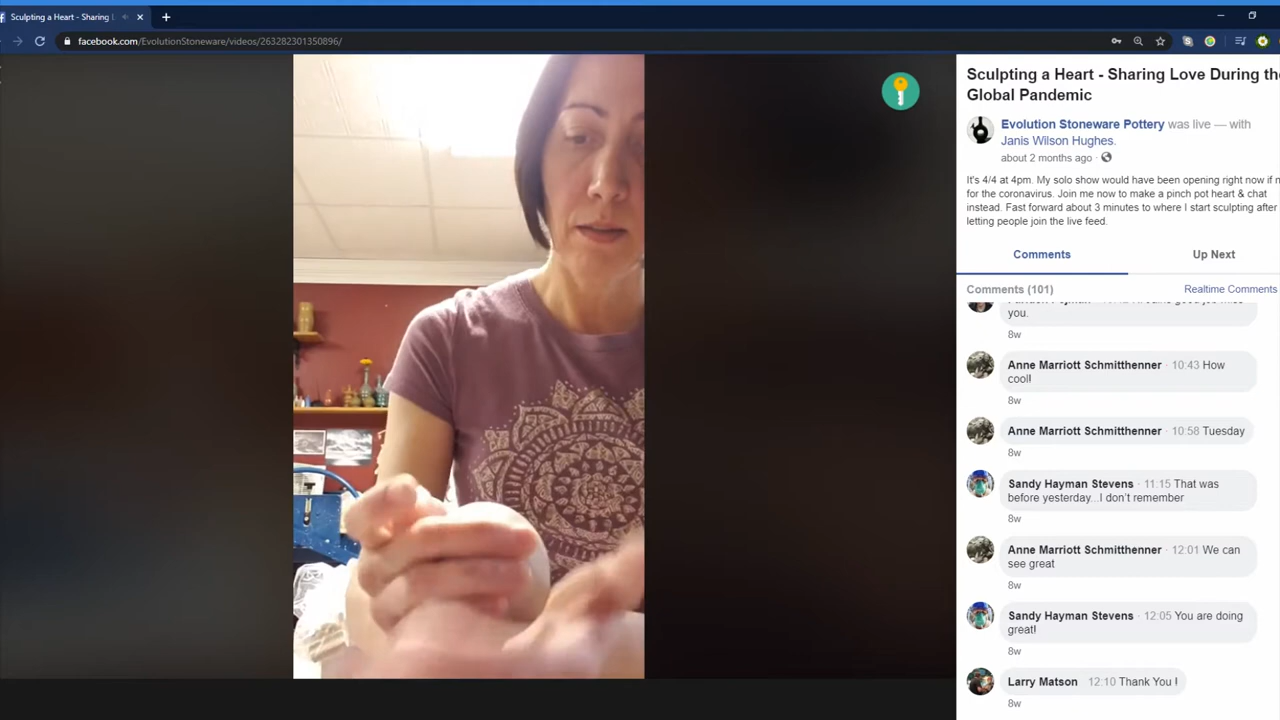 Sculpting a Heart - Sharing
facebook.com/EvolutionStoneware/videos/263282301350896/
Sculpting a Heart - Sharing Love During the
Global Pandemic
Evolution Stoneware Pottery was live — with
Janis Wilson Hughes.
about 2 months ago
It's 4/4 at 4pm. My solo show would have been opening right now if
for the coronavirus. Join me now to make a pinch pot heart & chat
instead. Fast forward about 3 minutes to where I start sculpting after
letting people join the live feed.
Comments
Up Next
Comments (101)
Realtime Comments
you.
8w
Anne Marriott Schmitthenner 10:43 How
cool!
8w
Anne Marriott Schmitthenner 10:58 Tuesday
8w
Sandy Hayman Stevens 11:15 That was
before yesterday...I don't remember
8w
Anne Marriott Schmitthenner 12:01 We can
see great
8w
Sandy Hayman Stevens 12:05 You are doing
great!
8w
Larry Matson 12:10 Thank You !
8w